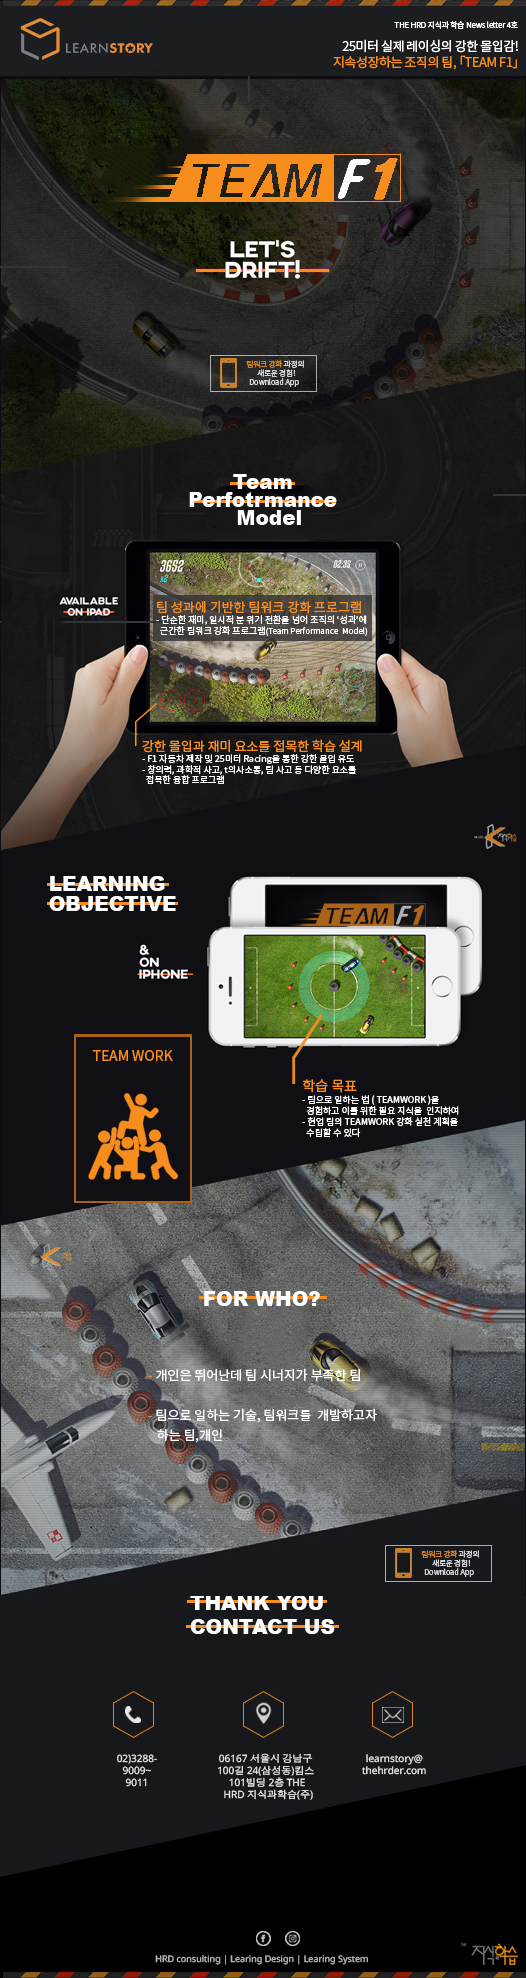 LEARNSTORY
THE HRD 지식과 학습 News letter 4호
25미터 실제 레이싱의 강한 몰입감!
지속성장하는 조직의 팀, 「TEAM F1」
TEAM F1
LET'S
DRIFT!
팀워크 강화 과정의
새로운 경험!
Download App
Team
Perfotrmance
Model
AVAILABLE
ON IPAD
3692
x6
02:36
팀 성과에 기반한 팀워크 강화 프로그램
- 단순한 재미, 일시적 분 위기 전환을 넘어 조직의 '성과'에
근간한 팀워크 강화 프로그램(Team Performance Model)
강한 몰입과 재미 요소를 접목한 학습 설계
- F1 자동차 제작 및 25미터 Racing을 통한 강한 몰입 유도
- 창의력, 과학적 사고, t의사소통, 팀 사고 등 다양한 요소를
접목한 융합 프로그램
LEARNING
OBJECTIVE
&
ON
IPHONE
TEAM F1
TEAM WORK
학습 목표
- 팀으로 일하는 법 ( TEAMWORK )을
경험하고 이를 위한 필요 지식을 인지하여
- 현업 팀의 TEAMWORK 강화 실천 계획을
수립할 수 있다
FOR WHO?
- 개인은 뛰어난데 팀 시너지가 부족한 팀
- 팀으로 일하는 기술, 팀워크를 개발하고자
하는 팀,개인
팀워크 강화 과정의
새로운 경험!
Download App
THANK YOU
CONTACT US
02)3288-
9009~
9011
06167 서울시 강남구
100길 24(삼성동)킴스
101빌딩 2층 THE
HRD 지식과학습(주)
learnstory@
thehrder.com
HRD consulting | Learing Design | Learing System
지식과학습